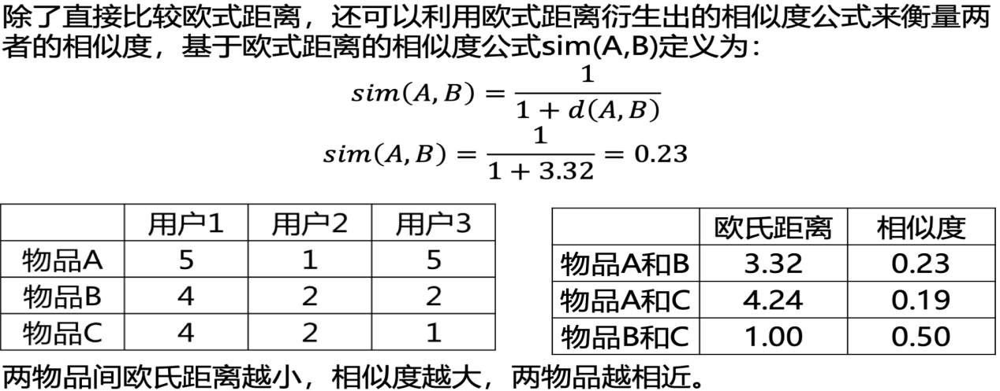 除了直接比较欧式距离，还可以利用欧式距离衍生出的相似度公式来衡量两
者的相似度，基于欧式距离的相似度公式sim(A,B)定义为：
sim(A, B) = 1 / (1 + d(A, B))
sim(A, B) = 1 / (1 + 3.32) = 0.23
用户1 用户2 用户3
物品A 5 1 5
物品B 4 2 2
物品C 4 2 1
欧氏距离 相似度
物品A和B 3.32 0.23
物品A和C 4.24 0.19
物品B和C 1.00 0.50
两物品间欧氏距离越小，相似度越大，两物品越相近。